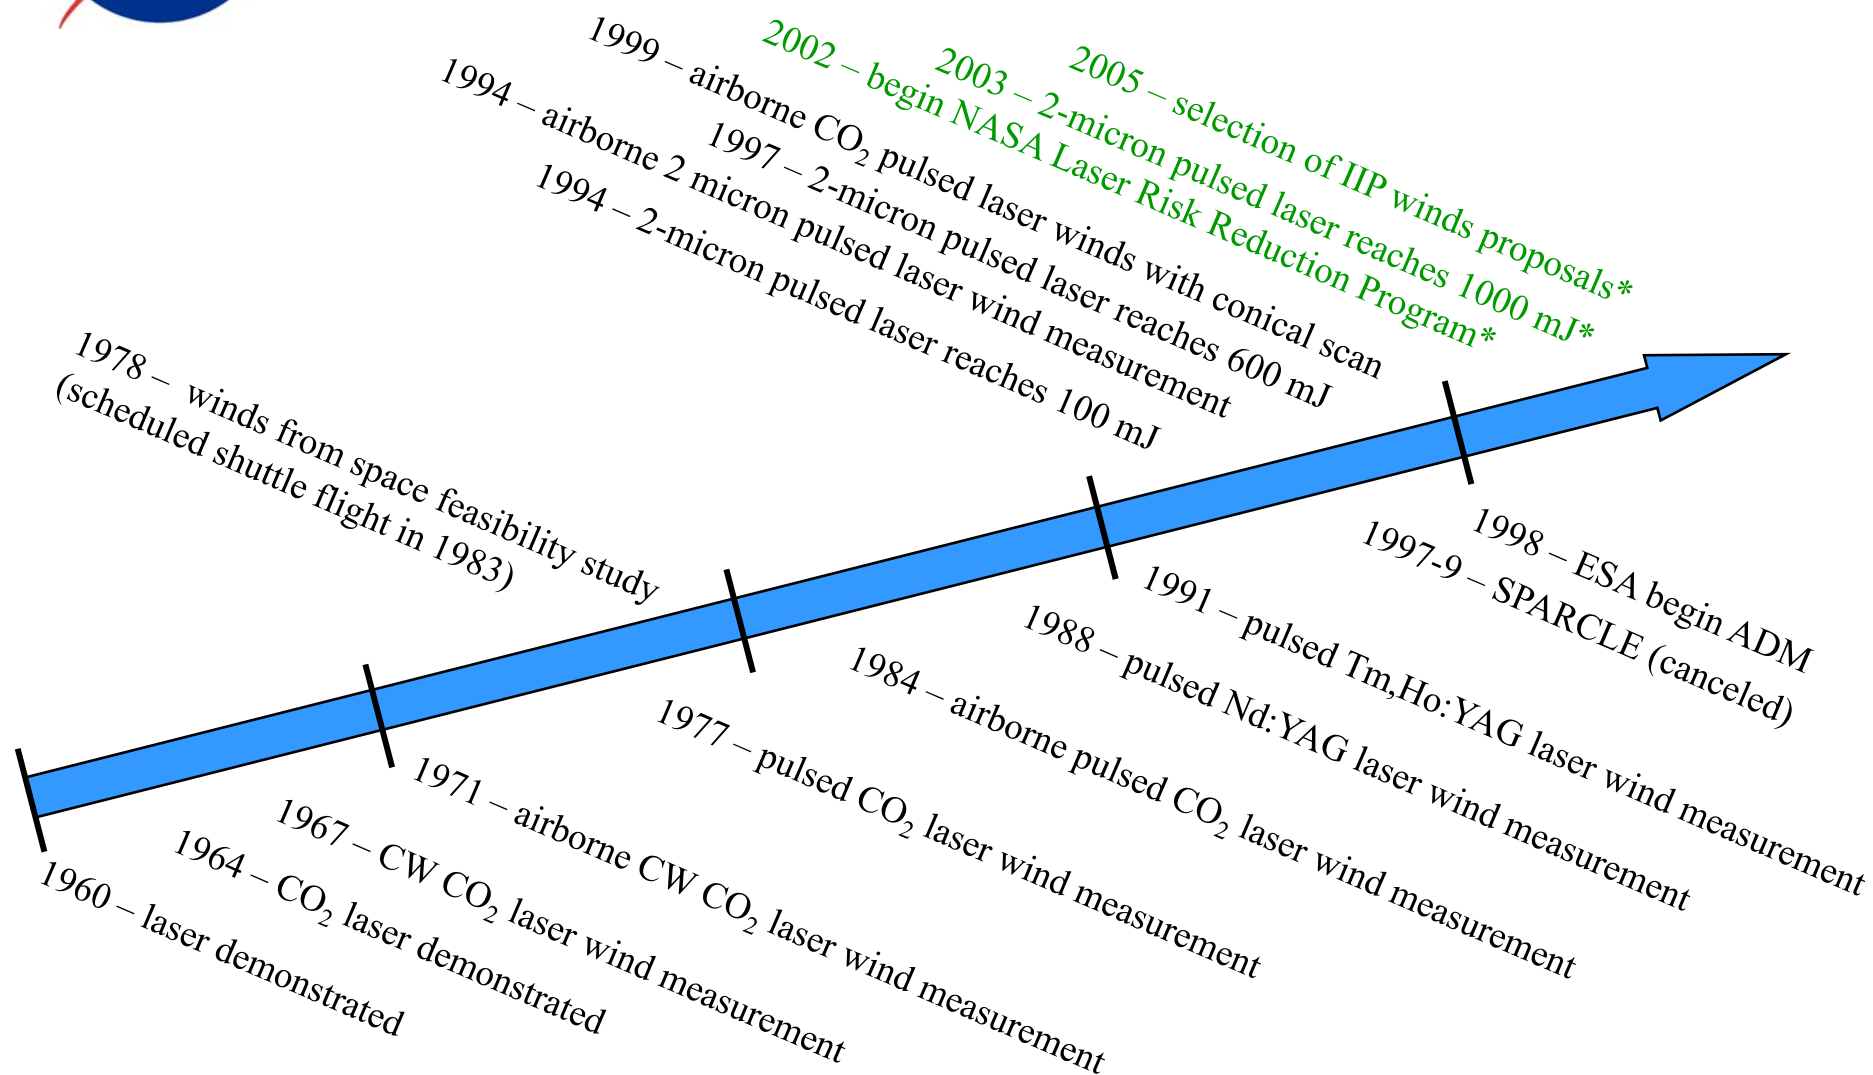 1999 – airborne CO₂ pulsed laser winds with conical scan
2002 – begin NASA Laser Risk Reduction Program*
2003 – 2-micron pulsed laser reaches 1000 mJ*
2005 – selection of IIP winds proposals*
1994 – airborne 2 micron pulsed laser wind measurement
1997 – 2-micron pulsed laser reaches 600 mJ
1994 – 2-micron pulsed laser reaches 100 mJ
1978 –  winds from space feasibility study
(scheduled shuttle flight in 1983)
1960 – laser demonstrated
1964 – CO₂ laser demonstrated
1967 – CW CO₂ laser wind measurement
1971 – airborne CW CO₂ laser wind measurement
1977 – pulsed CO₂ laser wind measurement
1984 – airborne pulsed CO₂ laser wind measurement
1988 – pulsed Nd:YAG laser wind measurement
1991 – pulsed Tm,Ho:YAG laser wind measurement
1997-9 – SPARCLE (canceled)
1998 – ESA begin ADM